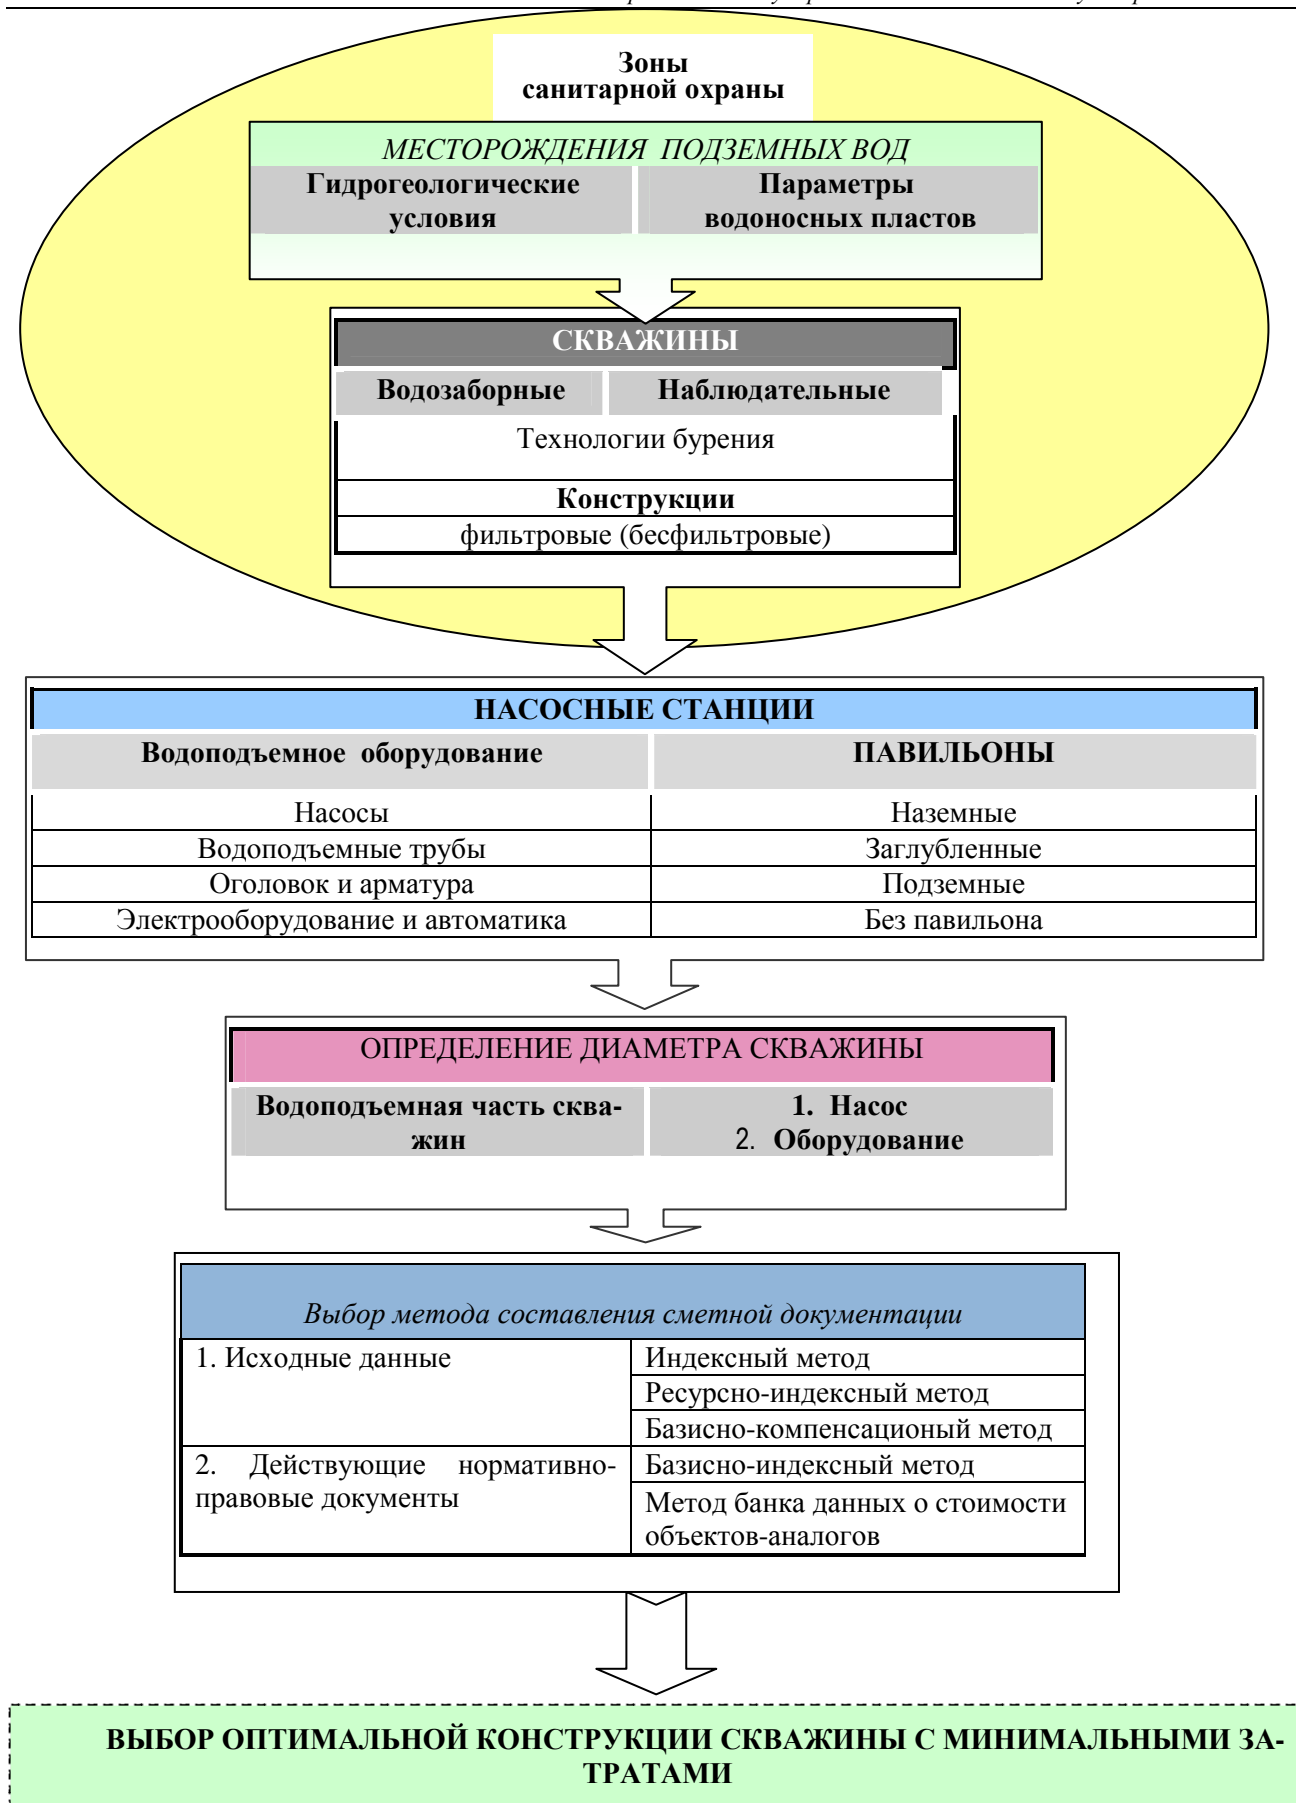 Зоны
санитарной охраны
МЕСТОРОЖДЕНИЯ ПОДЗЕМНЫХ ВОД
Гидрогеологические
условия
Параметры
водоносных пластов
СКВАЖИНЫ
Водозаборные
Наблюдательные
Технологии бурения
Конструкции
фильтровые (бесфильтровые)
НАСОСНЫЕ СТАНЦИИ
Водоподъемное оборудование
ПАВИЛЬОНЫ
Насосы
Наземные
Водоподъемные трубы
Заглубленные
Оголовок и арматура
Подземные
Электрооборудование и автоматика
Без павильона
ОПРЕДЕЛЕНИЕ ДИАМЕТРА СКВАЖИНЫ
Водоподъемная часть сква-
жин
1. Насос
2. Оборудование
Выбор метода составления сметной документации
1. Исходные данные
Индексный метод
Ресурсно-индексный метод
Базисно-компенсационый метод
2. Действующие нормативно-
правовые документы
Базисно-индексный метод
Метод банка данных о стоимости
объектов-аналогов
ВЫБОР ОПТИМАЛЬНОЙ КОНСТРУКЦИИ СКВАЖИНЫ С МИНИМАЛЬНЫМИ ЗА-
ТРАТАМИ